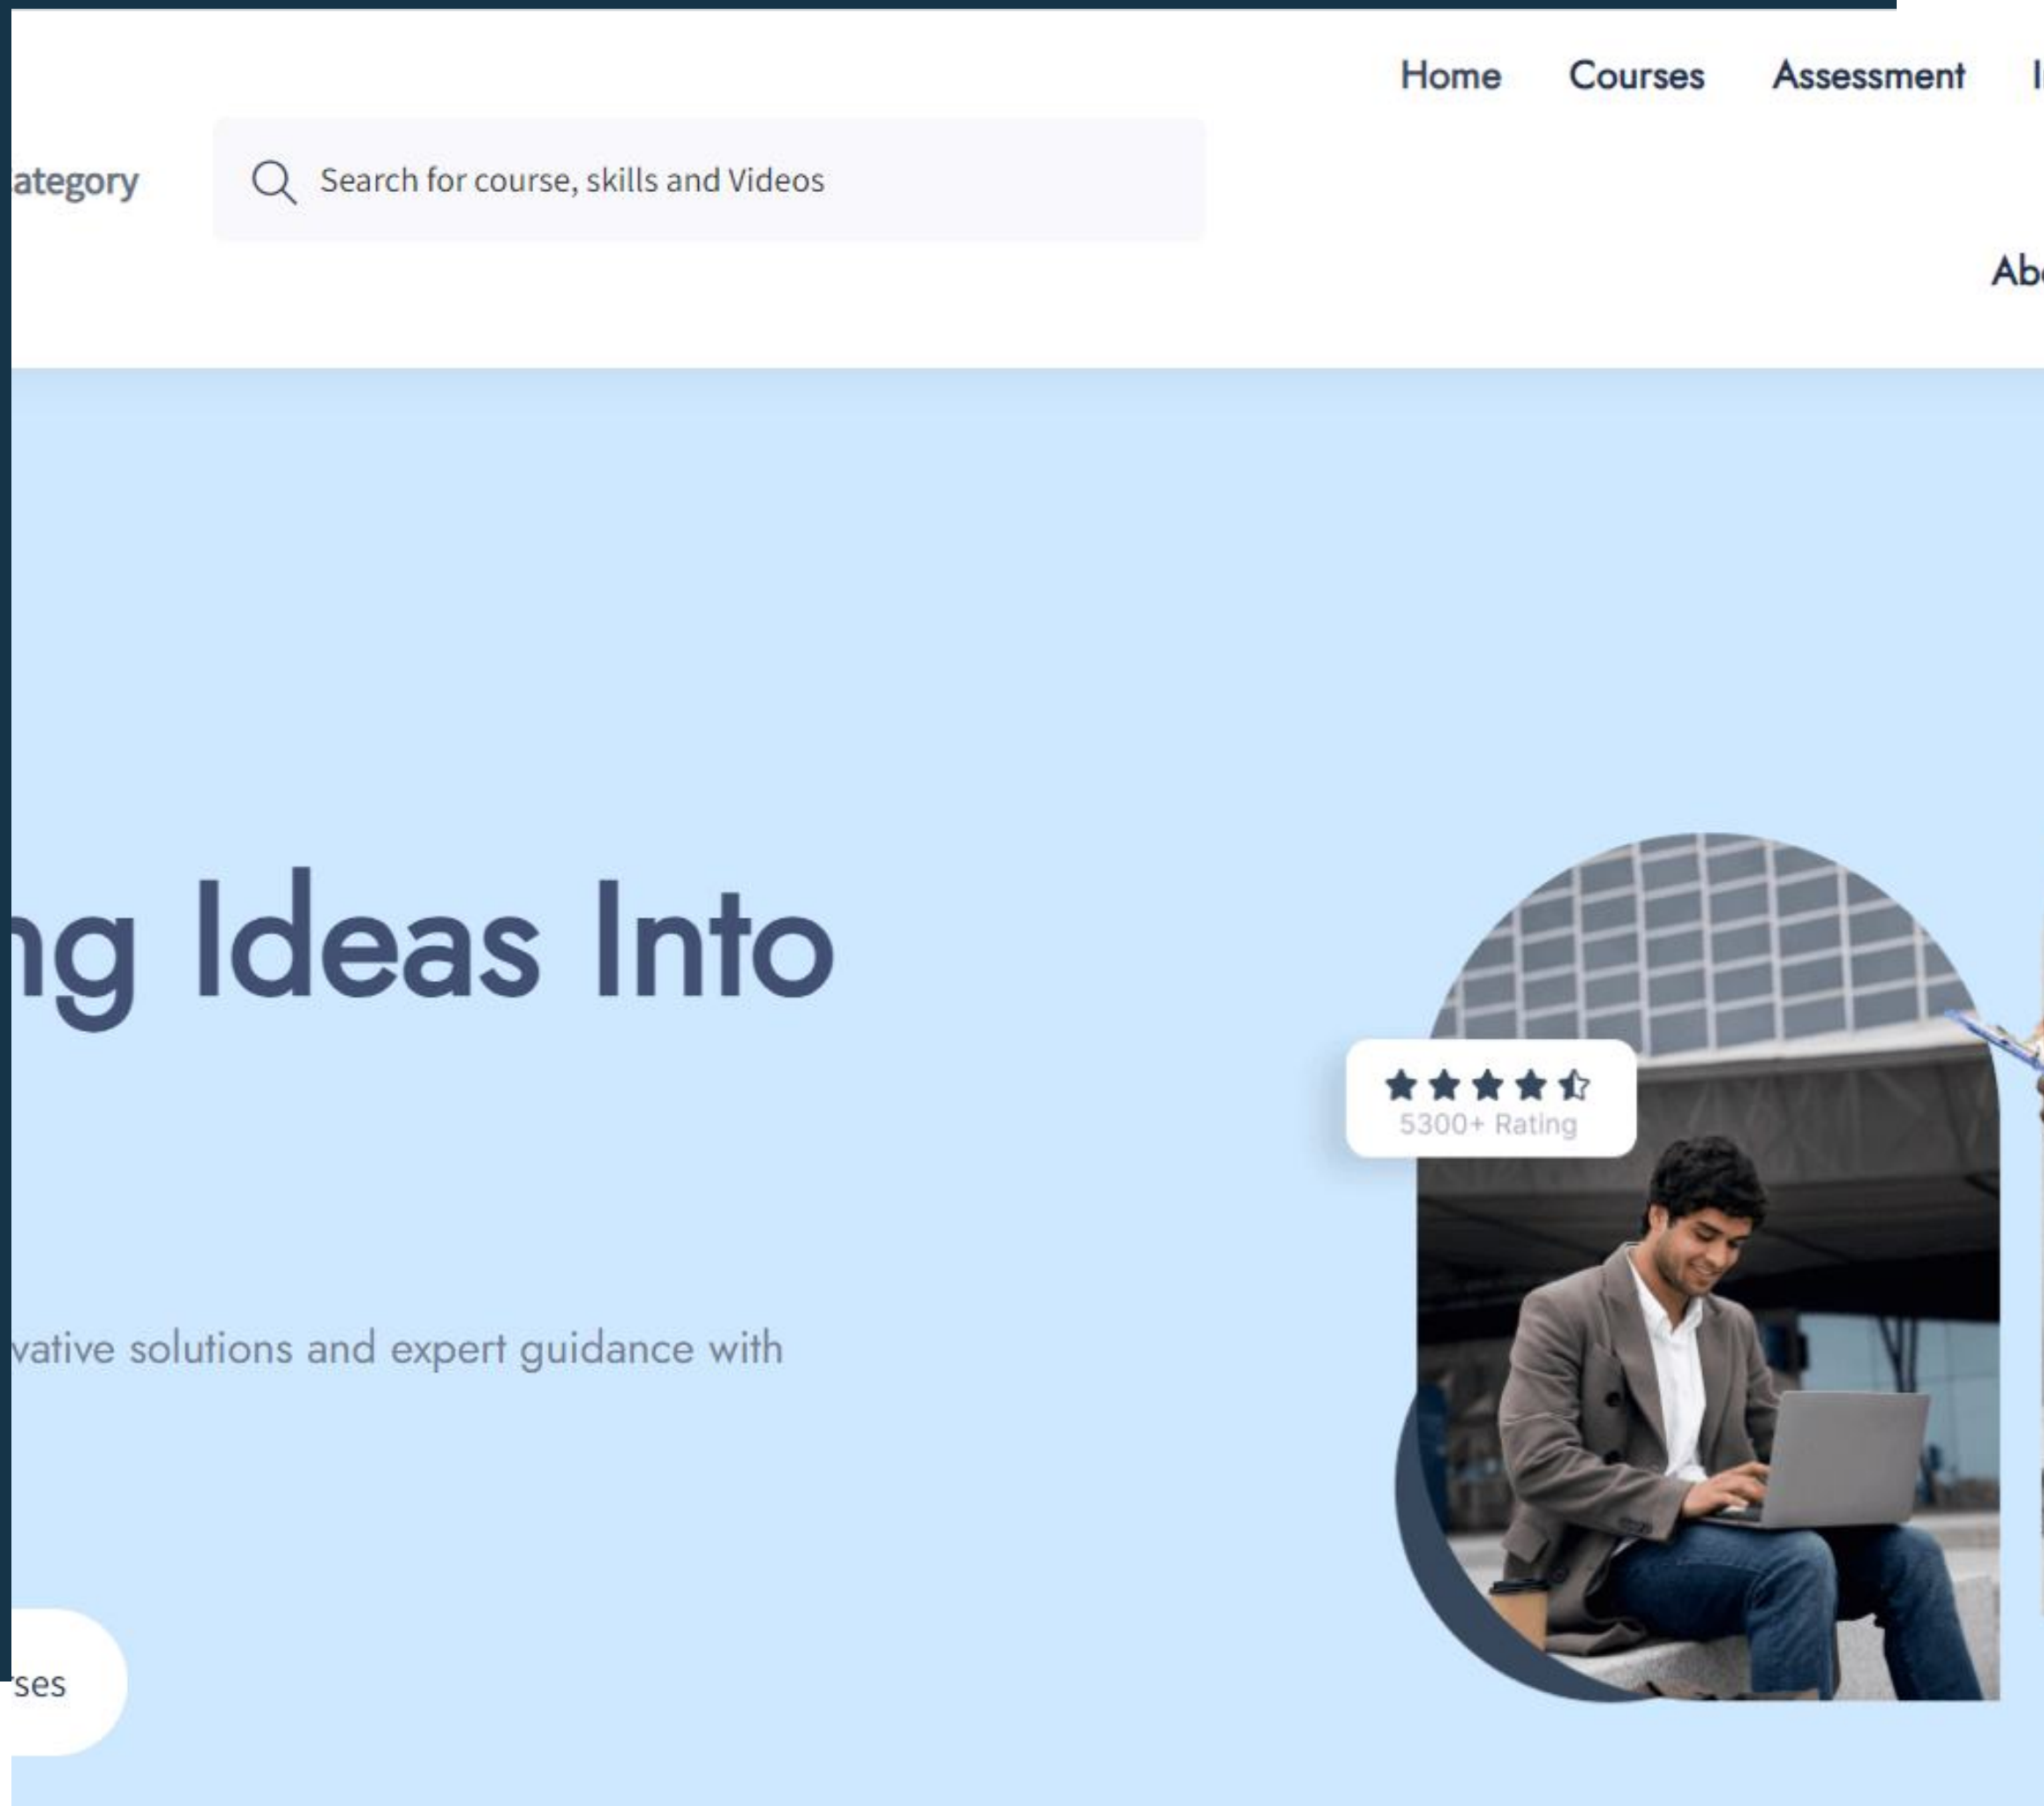 Home Courses Assessment
ategory
Search for course, skills and Videos
Ab
ng Ideas Into
5300+ Rating
vative solutions and expert guidance with
ses